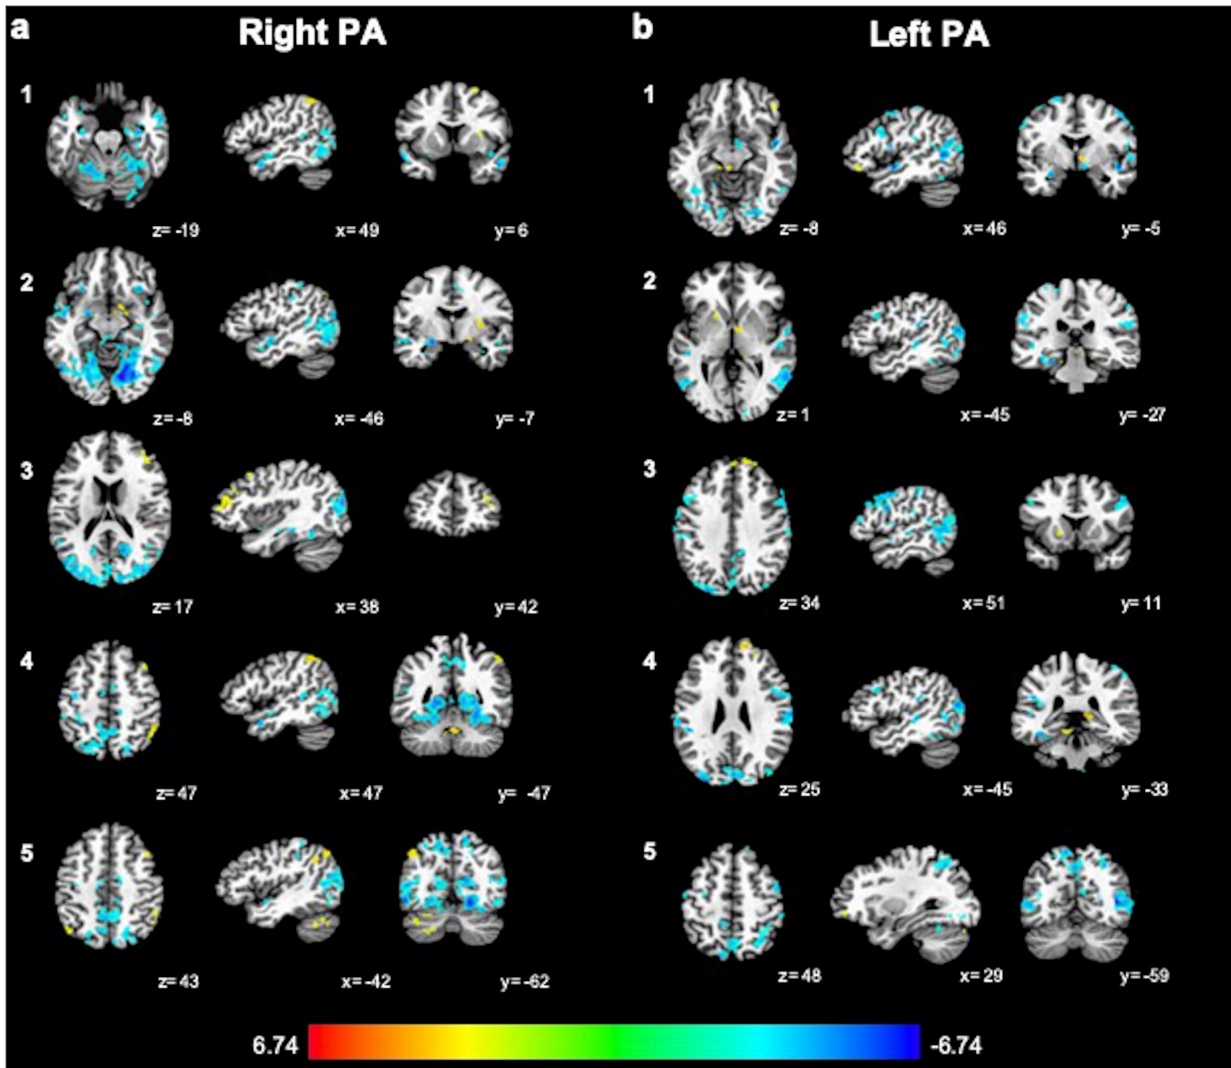 a Right PA b Left PA
1 1
z= -19 x= 49 y= 6 z= -8 x= 46 y= -5
2 2
z= -8 x= -46 y= -7 z= 1 x= -45 y= -27
3 3
z= 17 x= 38 y= 42 z= 34 x= 51 y= 11
4 4
z= 47 x= 47 y= -47 z= 25 x= -45 y= -33
5 5
z= 43 x= -42 y= -62 z= 48 x= 29 y= -59
6.74 -6.74